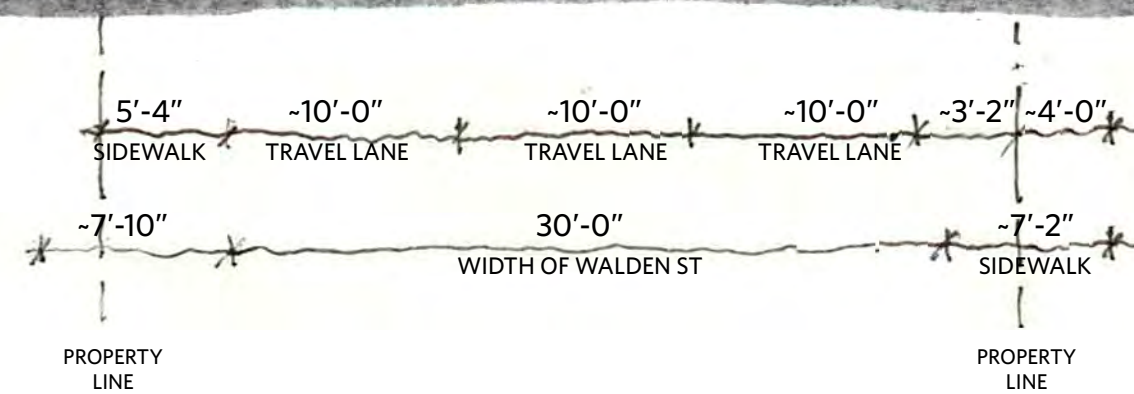 5′-4″ ~10′-0″ ~10′-0″ ~10′-0″ ~3′-2″ ~4′-0″
SIDEWALK TRAVEL LANE TRAVEL LANE TRAVEL LANE
~7′-10″ 30′-0″ ~7′-2″
WIDTH OF WALDEN ST SIDEWALK
PROPERTY PROPERTY
LINE LINE